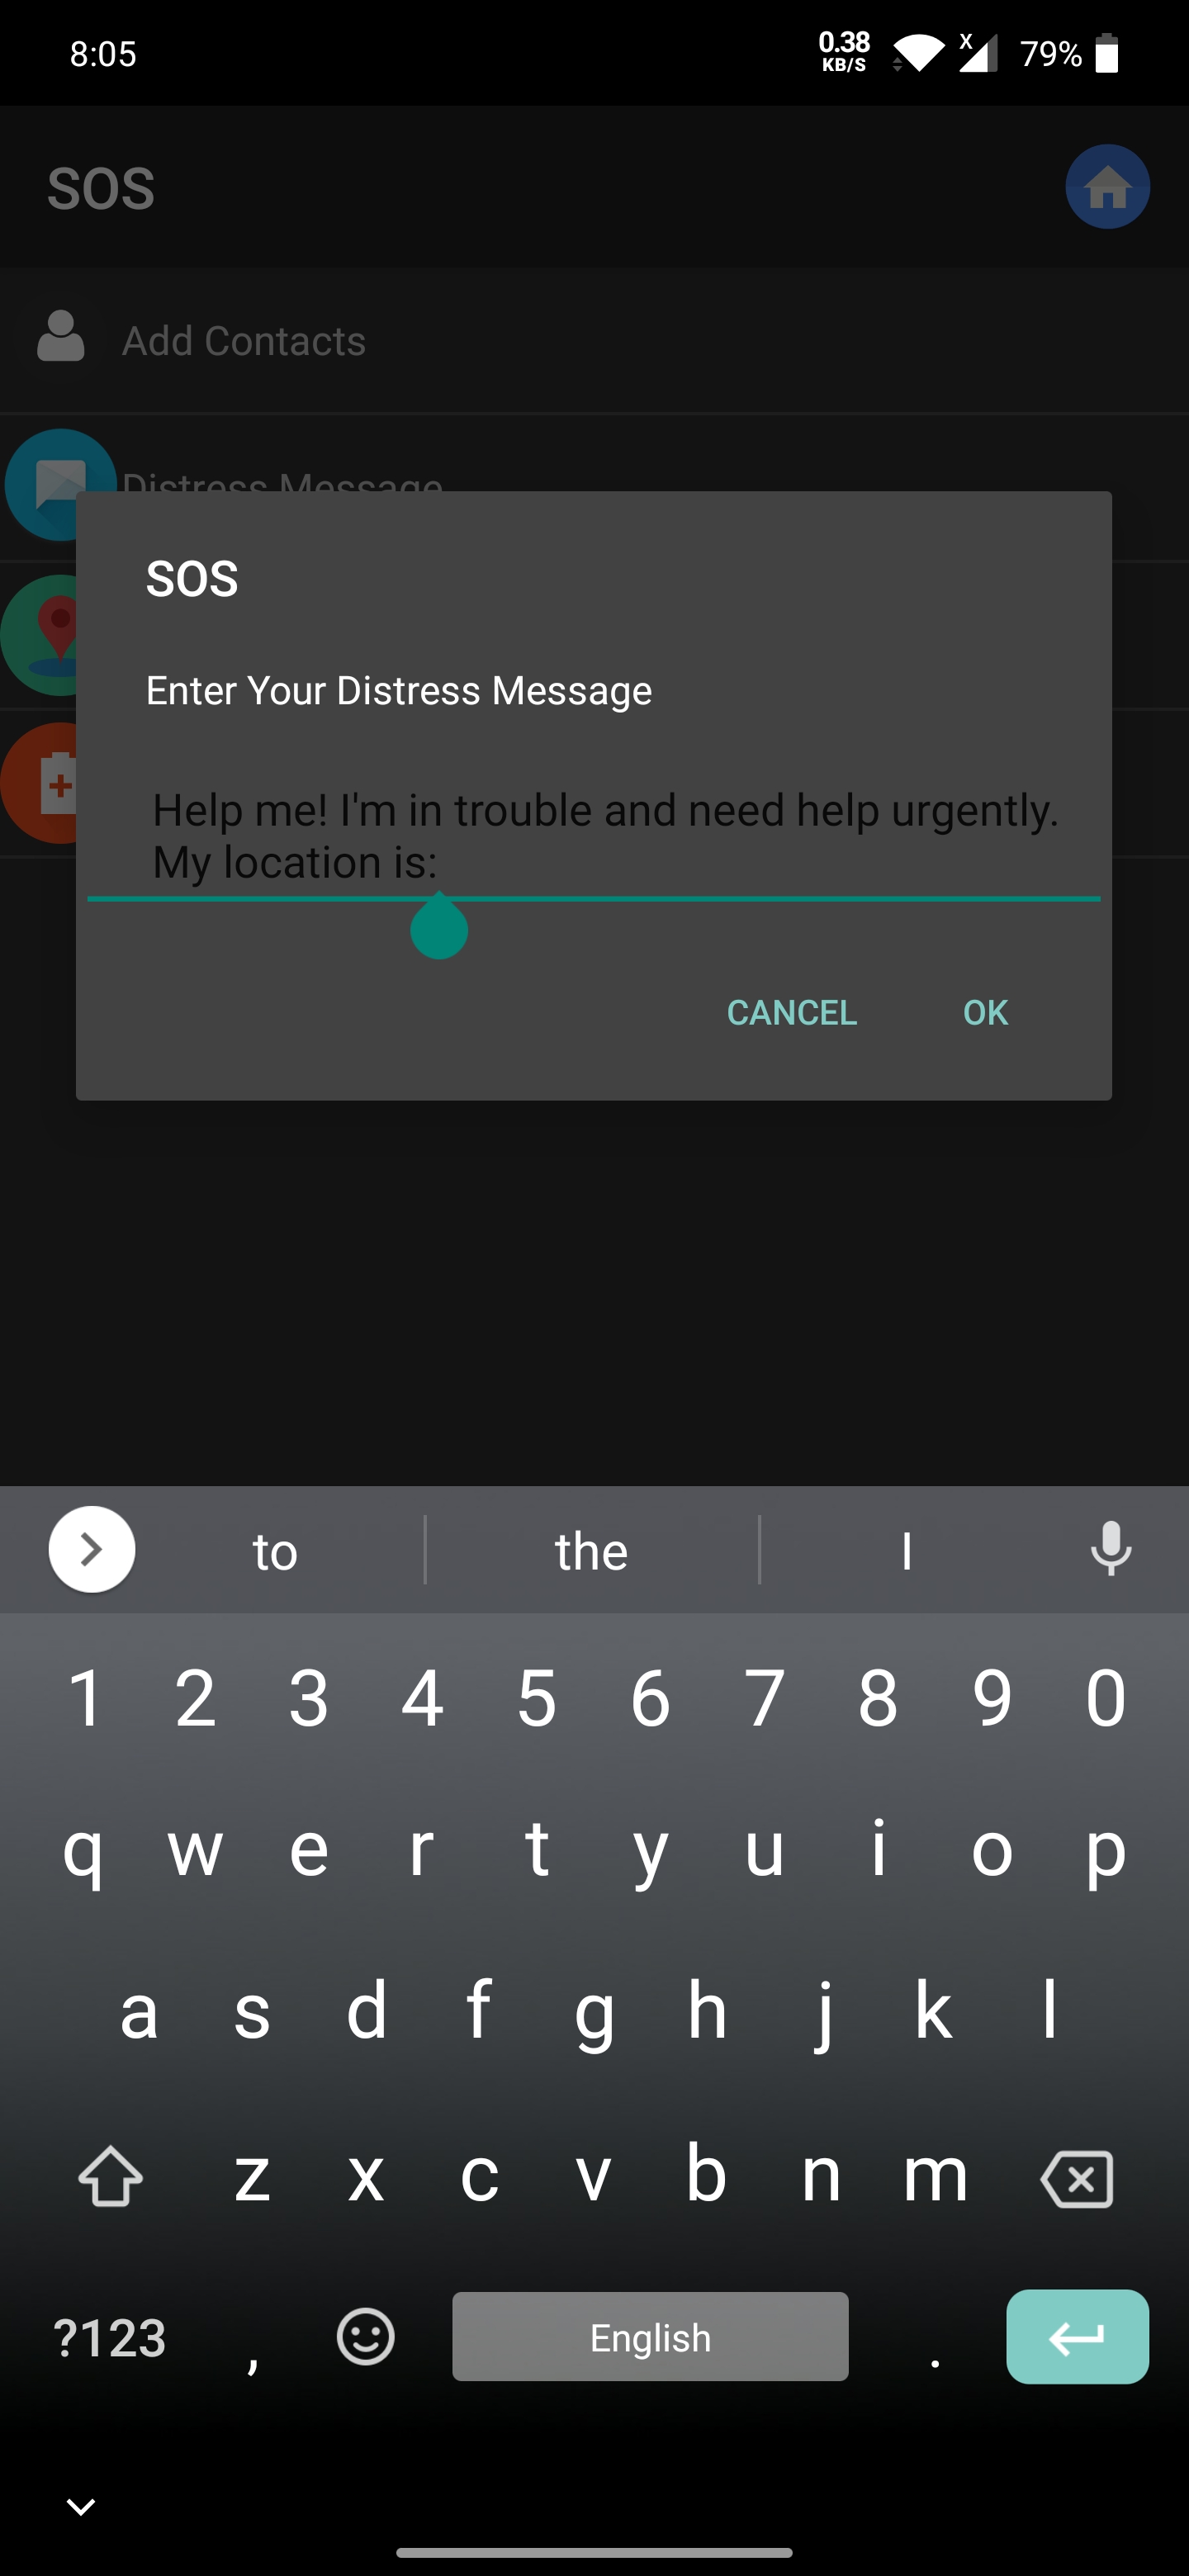 8:05
0.38
KB/S
X
79%
SOS
Add Contacts
Distress Message
SOS
Enter Your Distress Message
Help me! I'm in trouble and need help urgently.
My location is:
CANCEL OK
to the I
1 2 3 4 5 6 7 8 9 0
q w e r t y u i o p
a s d f g h j k l
z x c v b n m
?123 , English .